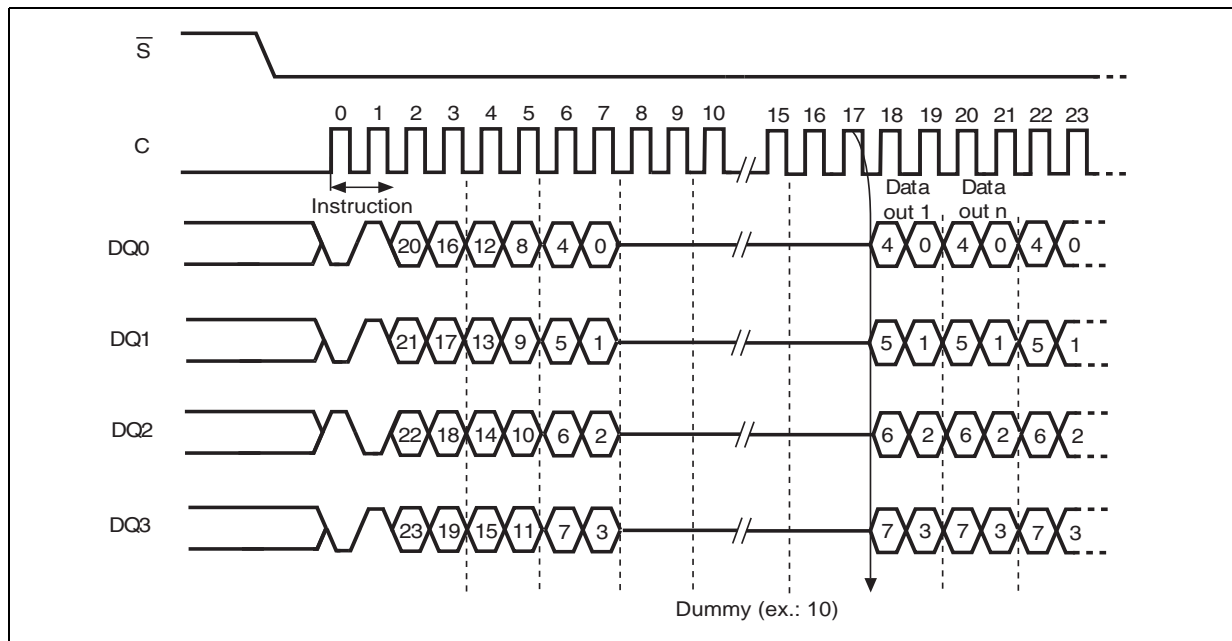 S
0 1 2 3 4 5 6 7 8 9 10 15 16 17 18 19 20 21 22 23
C
Data out 1
Data out n
Instruction
DQ0 20 16 12 8 4 0 4 0 4 0 4 0
DQ1 21 17 13 9 5 1 5 1 5 1 5 1
DQ2 22 18 14 10 6 2 6 2 6 2 6 2
DQ3 23 19 15 11 7 3 7 3 7 3 7 3
Dummy (ex.: 10)